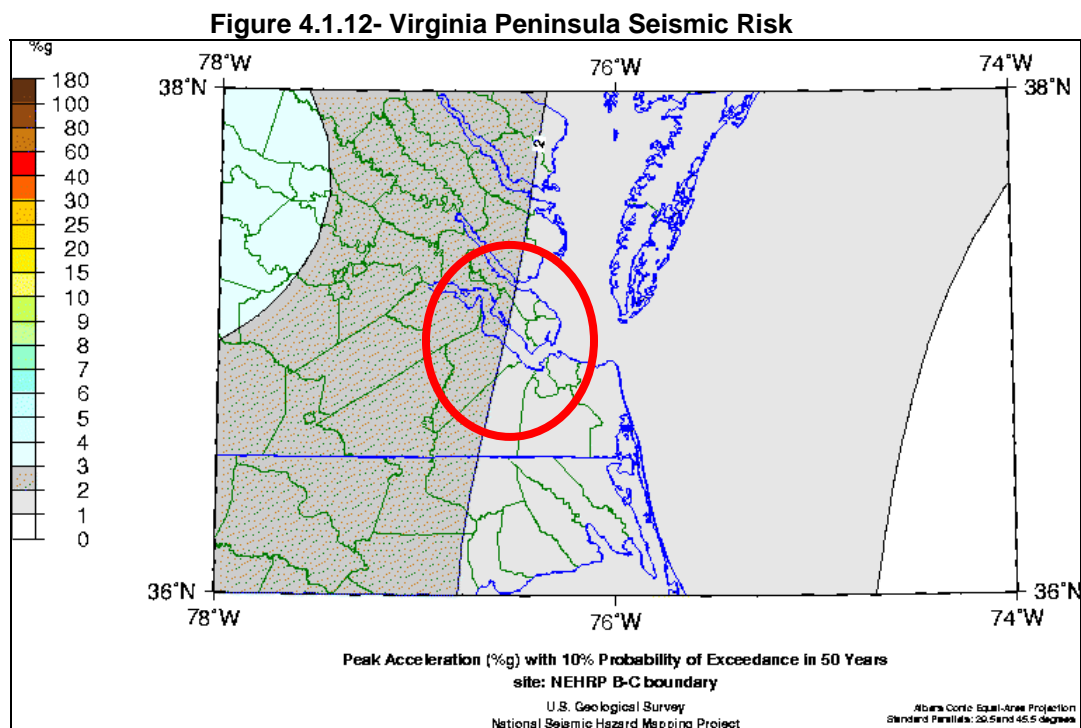 Figure 4.1.12- Virginia Peninsula Seismic Risk
%g
78°W 76°W 74°W
38°N 38°N
180
100
80
60
40
30
25
20
15
10
9
8
7
6
5
4
3
2
1
0
2
36°N 36°N
78°W 76°W 74°W
Peak Acceleration (%g) with 10% Probability of Exceedance in 50 Years
site: NEHRP B-C boundary
U.S. Geological Survey
National Seismic Hazard Mapping Project
Albers Conic Equal-Area Projection
Standard Parallels: 29.5 and 45.5 degrees